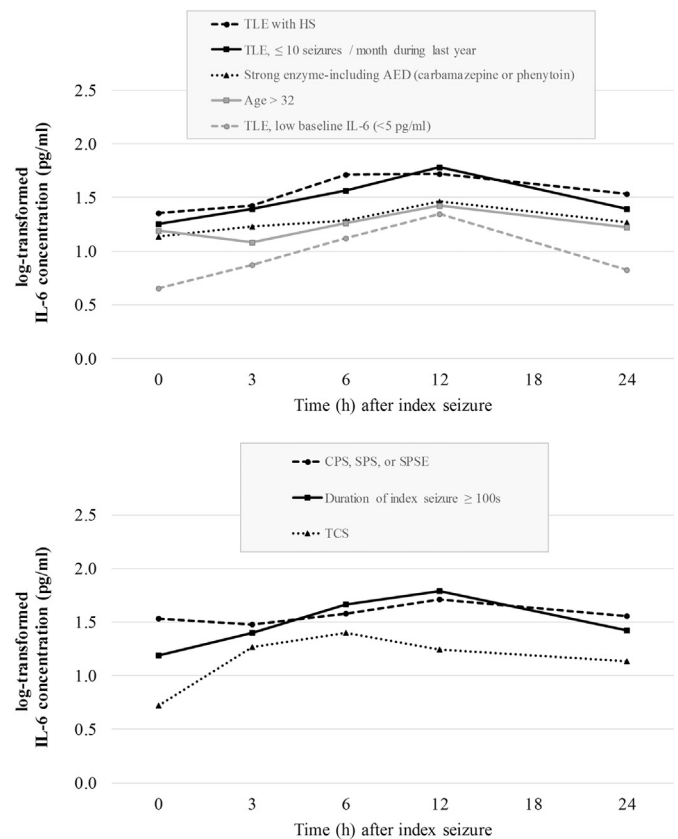 TLE with HS
TLE, ≤ 10 seizures / month during last year
Strong enzyme-including AED (carbamazepine or phenytoin)
Age > 32
TLE, low baseline IL-6 (<5 pg/ml)
log-transformed
IL-6 concentration (pg/ml)
2.5
2.0
1.5
1.0
0.5
0.0
0 3 6 12 18 24
Time (h) after index seizure
CPS, SPS, or SPSE
Duration of index seizure ≥ 100s
TCS
log-transformed
IL-6 concentration (pg/ml)
2.5
2.0
1.5
1.0
0.5
0.0
0 3 6 12 18 24
Time (h) after index seizure